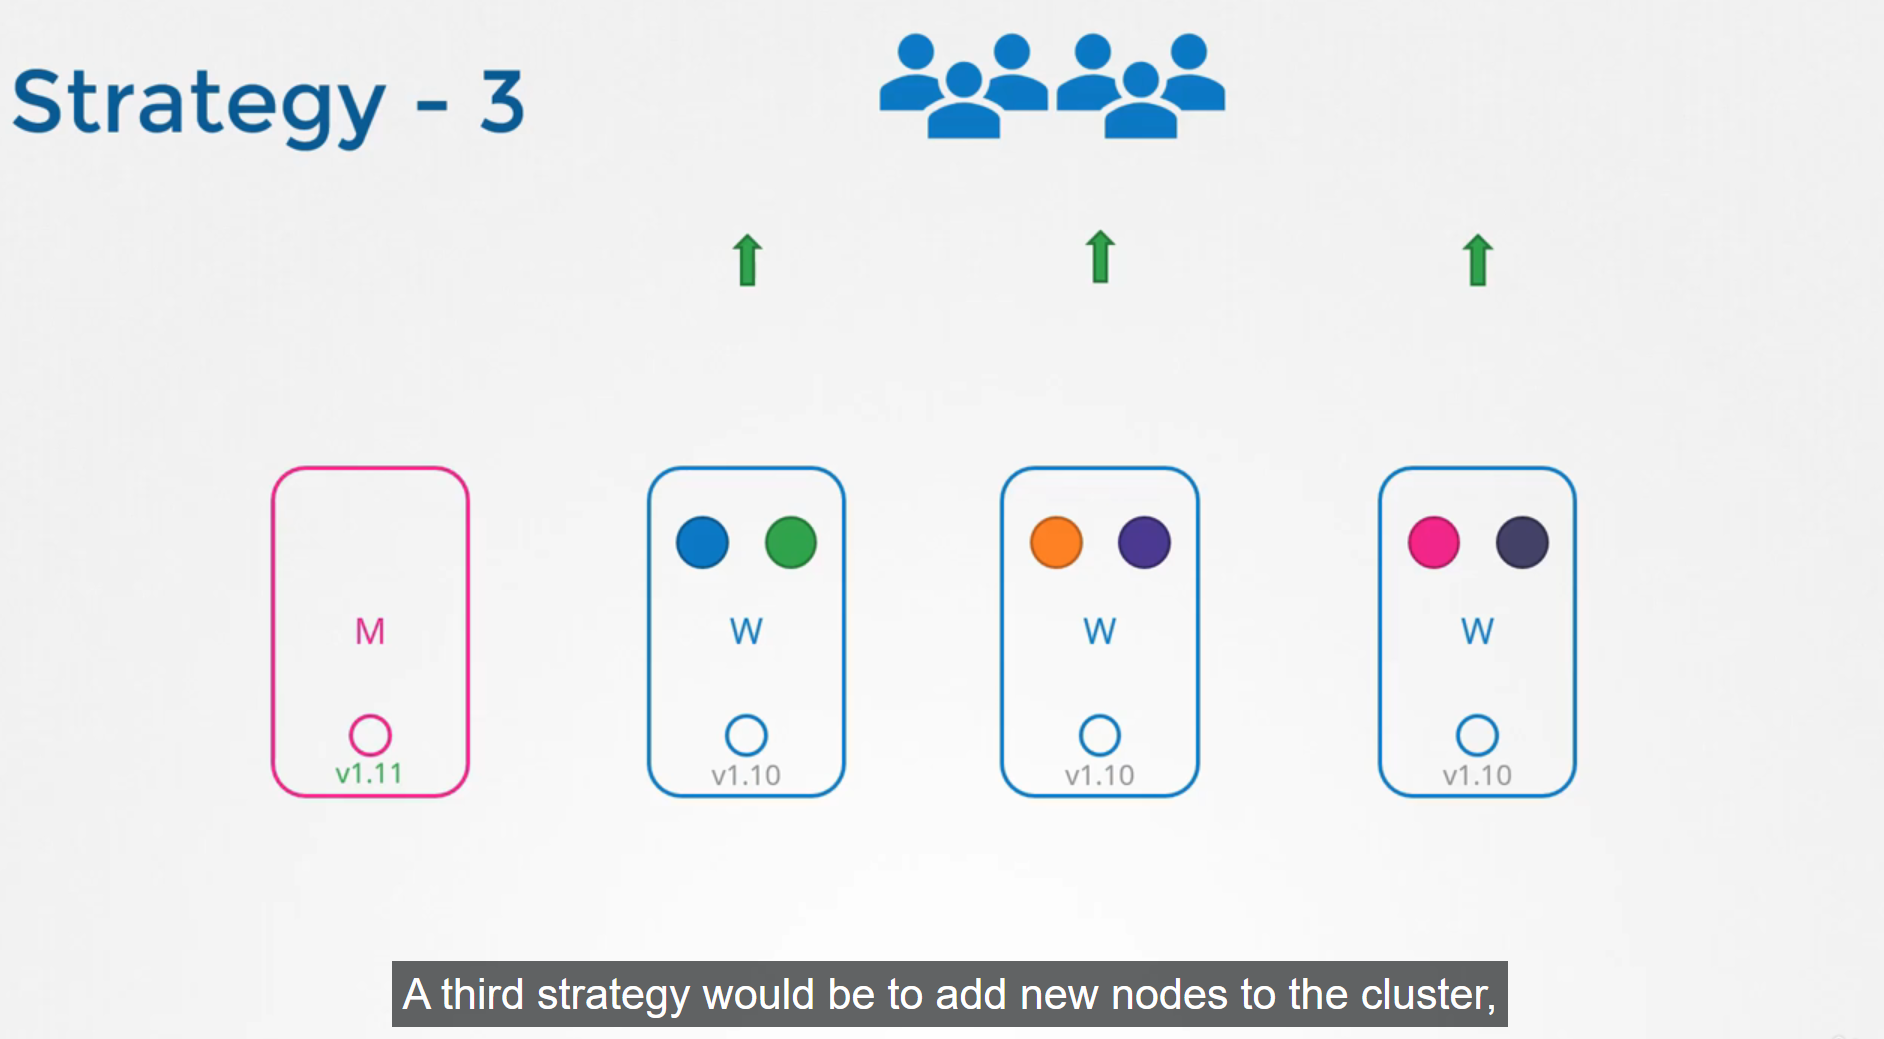 Strategy - 3
M
W
W
W
v1.11
v1.10
v1.10
v1.10
A third strategy would be to add new nodes to the cluster,